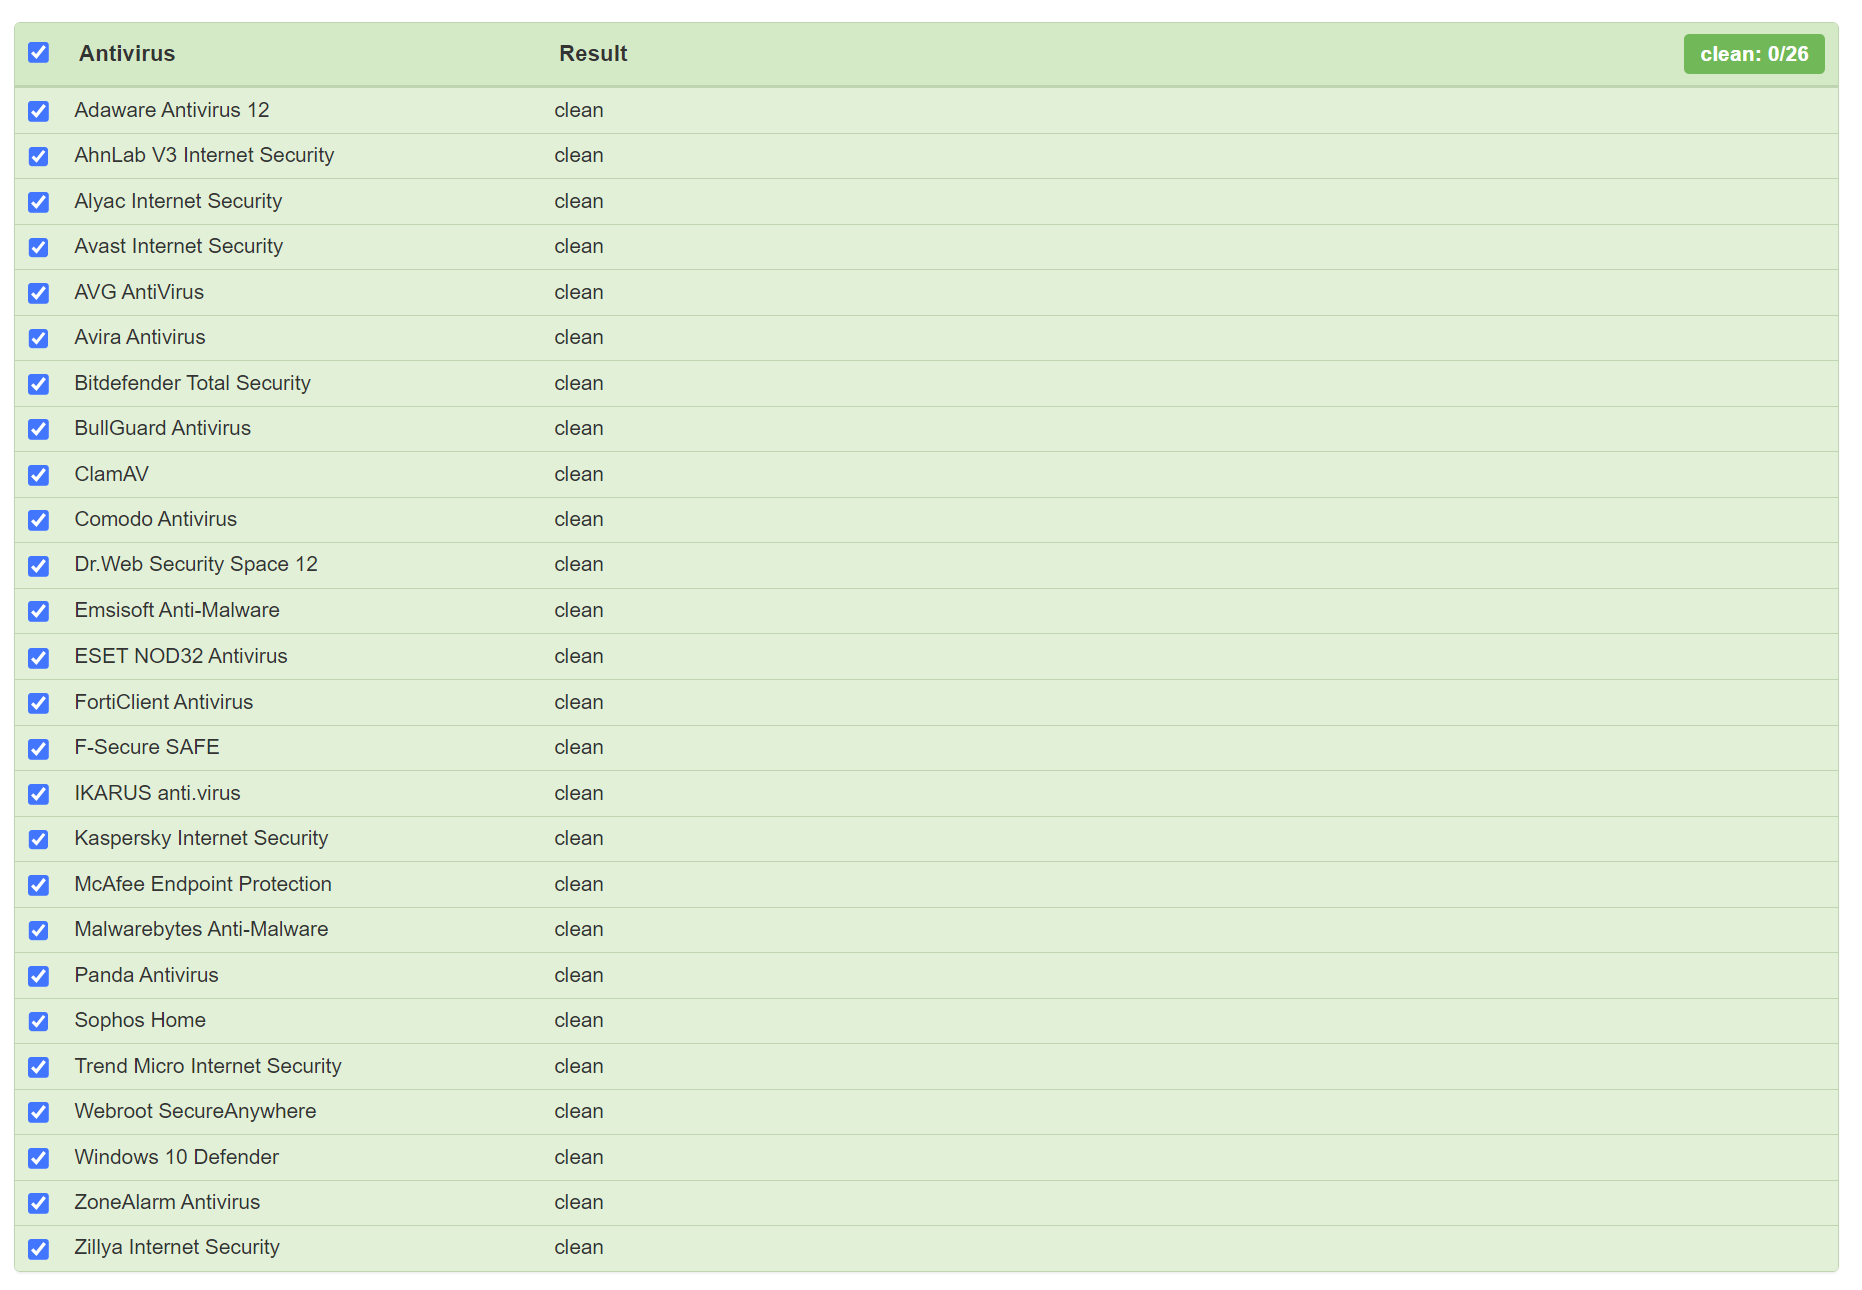 Antivirus Result clean: 0/26
Adaware Antivirus 12 clean
AhnLab V3 Internet Security clean
Alyac Internet Security clean
Avast Internet Security clean
AVG AntiVirus clean
Avira Antivirus clean
Bitdefender Total Security clean
BullGuard Antivirus clean
ClamAV clean
Comodo Antivirus clean
Dr.Web Security Space 12 clean
Emsisoft Anti-Malware clean
ESET NOD32 Antivirus clean
FortiClient Antivirus clean
F-Secure SAFE clean
IKARUS anti.virus clean
Kaspersky Internet Security clean
McAfee Endpoint Protection clean
Malwarebytes Anti-Malware clean
Panda Antivirus clean
Sophos Home clean
Trend Micro Internet Security clean
Webroot SecureAnywhere clean
Windows 10 Defender clean
ZoneAlarm Antivirus clean
Zillya Internet Security clean